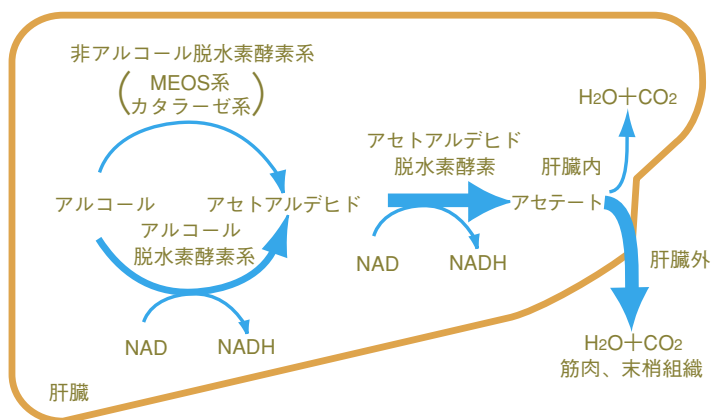 非アルコール脱水素酵素系
(MEOS系
カタラーゼ系)
アルコール
アセトアルデヒド
アルコール
脱水素酵素系
NAD
NADH
アセトアルデヒド
脱水素酵素
NAD
NADH
アセテート
肝臓内
H2O+CO2
肝臓外
H2O+CO2
筋肉、末梢組織
肝臓